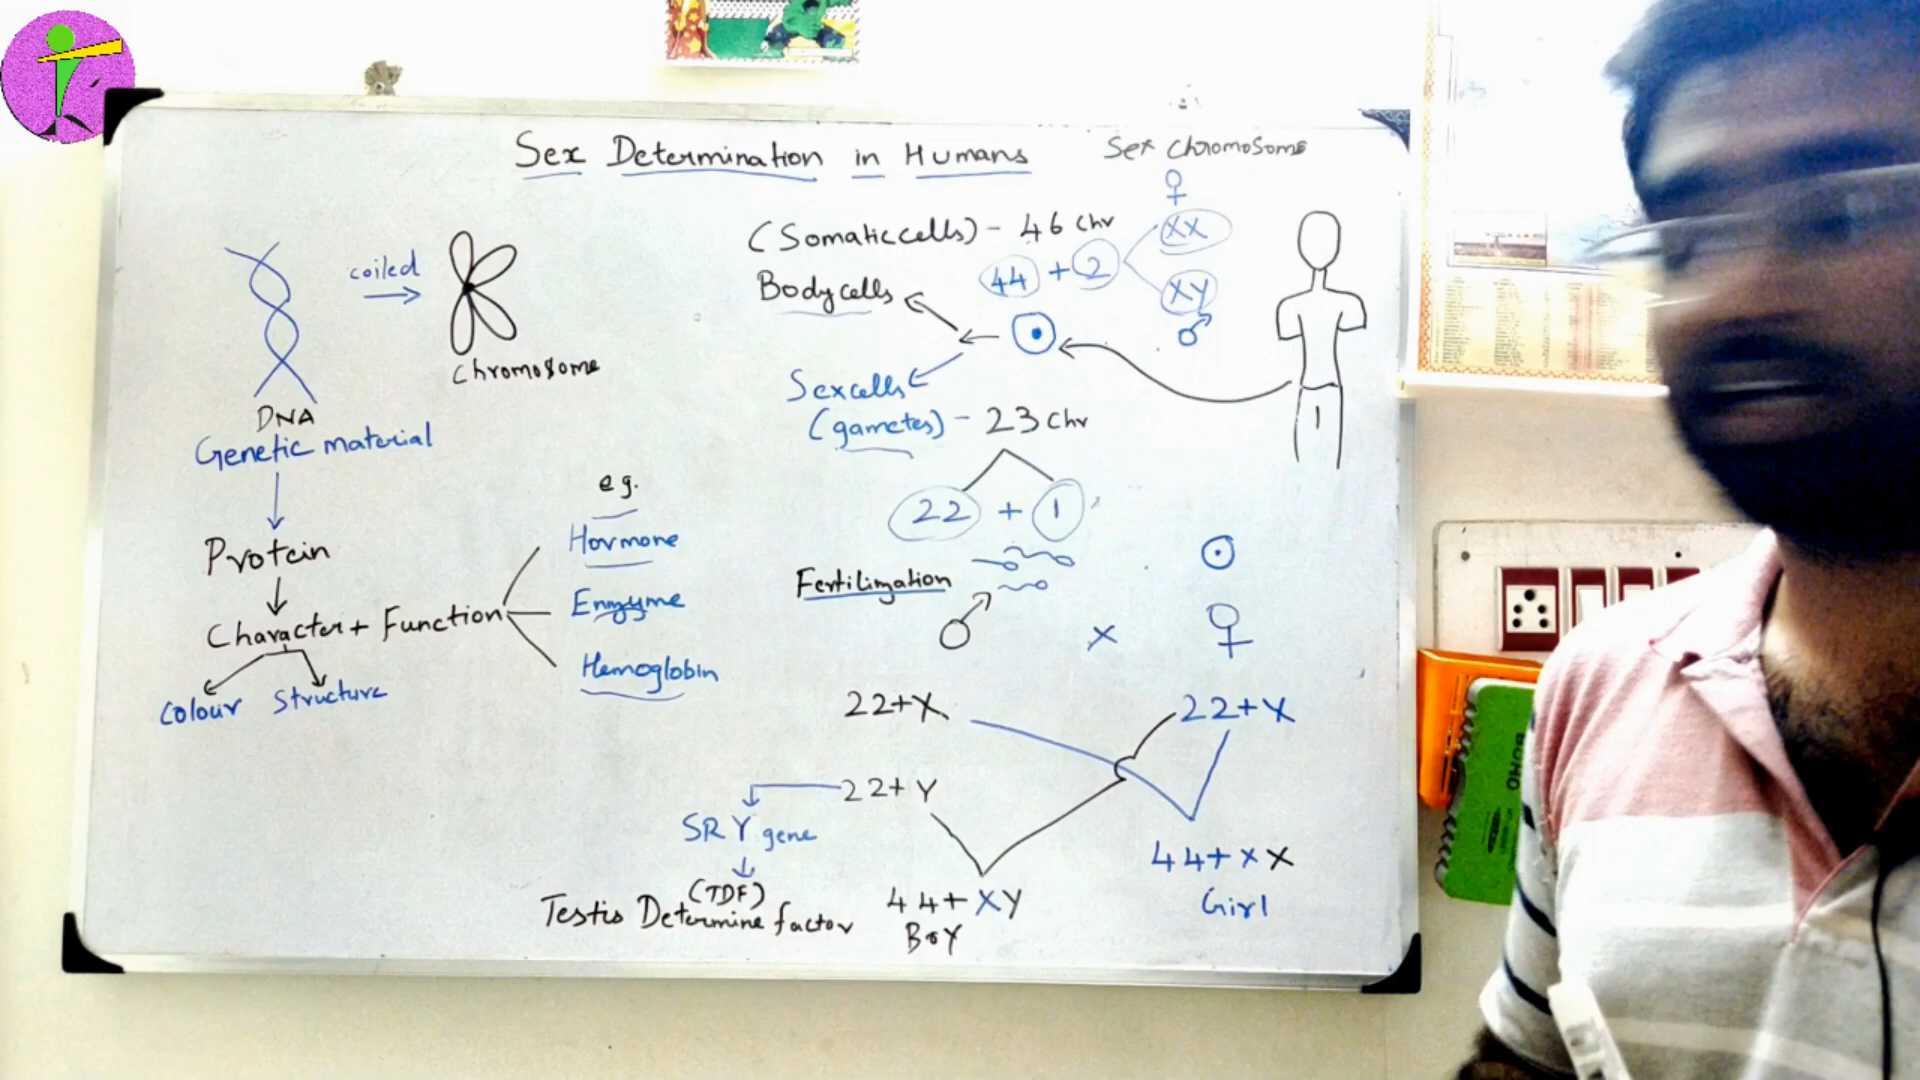 Sex Determination in Humans
Sex chromosome
♀
(Somatic cells) - 46 chr
XX
44 + 2
Body cells
XY
♂
coiled
chromosome
DNA
Genetic material
Sex cells
(gametes) - 23 chr
22 + 1
Protein
Character + Function
Colour Structure
e.g.
Hormone
Enzyme
Hemoglobin
Fertilization
♂ × ♀
22+X
22+X
22+ Y
SRY gene
(TDF)
Testis Determine factor
44+ XY
BoY
44+ XX
Girl